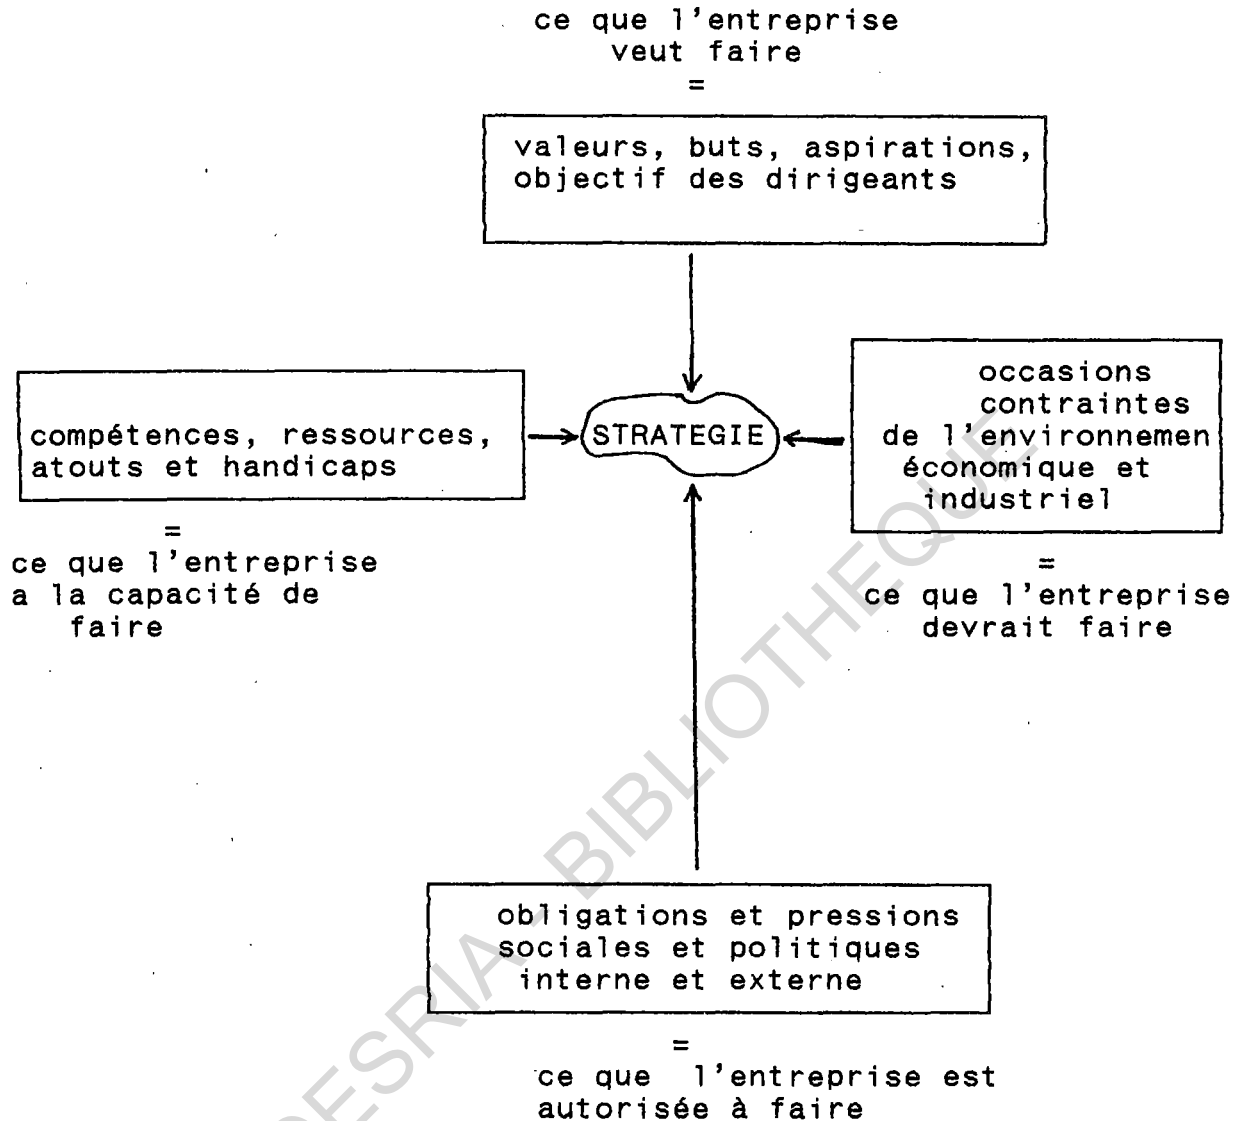 ce que l'entreprise
veut faire
=
valeurs, buts, aspirations,
objectif des dirigeants
compétences, ressources,
atouts et handicaps
=
ce que l'entreprise
a la capacité de
faire
STRATEGIE
occasions
contraintes
de l'environnemen
économique et
industriel
=
ce que l'entreprise
devrait faire
obligations et pressions
sociales et politiques
interne et externe
=
ce que l'entreprise est
autorisée à faire
ESRIA - BIBLIOTHEQUE